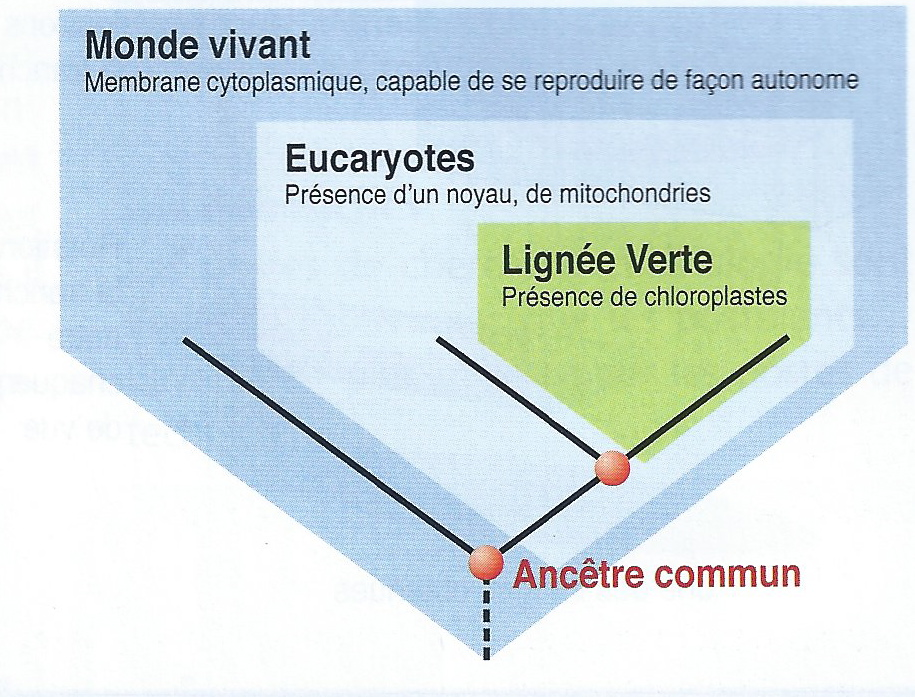 Monde vivant
Membrane cytoplasmique, capable de se reproduire de façon autonome
Eucaryotes
Présence d'un noyau, de mitochondries
Lignée Verte
Présence de chloroplastes
Ancêtre commun